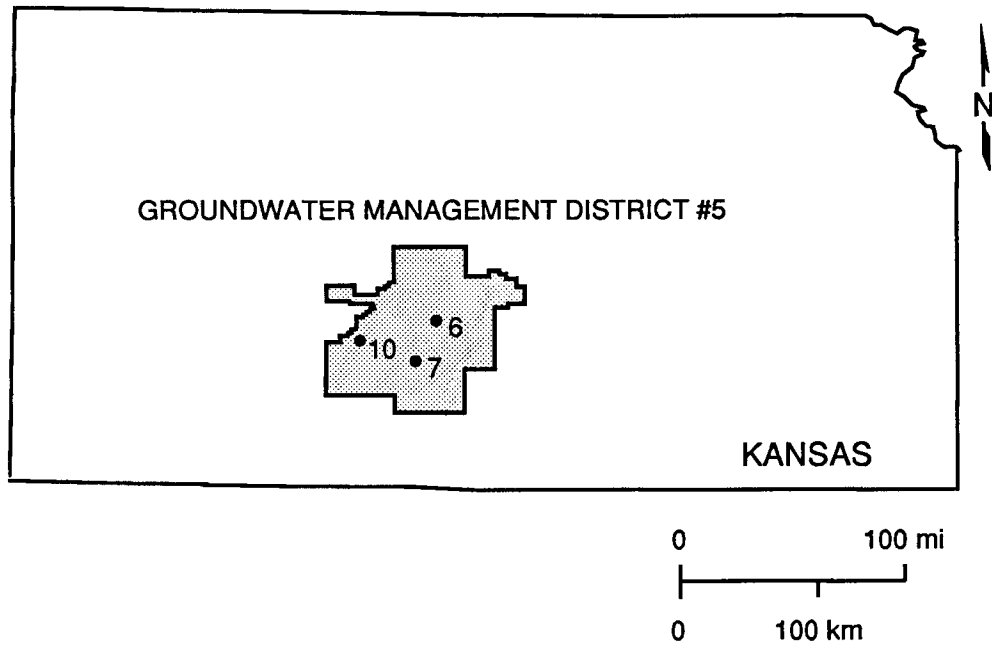 N
GROUNDWATER MANAGEMENT DISTRICT #5
6
10
7
KANSAS
0 100 mi
0 100 km